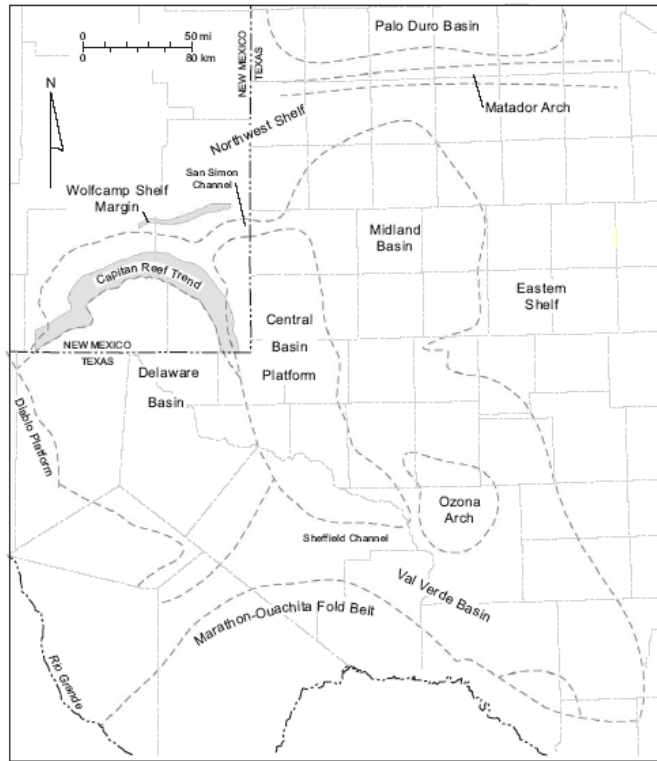 Palo Duro Basin
0 50 mi
0 80 km
N
NEW MEXICO
TEXAS
Matador Arch
Northwest Shelf
San Simon
Channel
Wolfcamp Shelf
Margin
Midland
Basin
Capitan Reef Trend
Eastern
Shelf
Central
Basin
Platform
NEW MEXICO
TEXAS
Delaware
Basin
Diablo Platform
Ozona
Arch
Sheffield Channel
Val Verde Basin
Marathon-Ouachita Fold Belt
Rio Grande